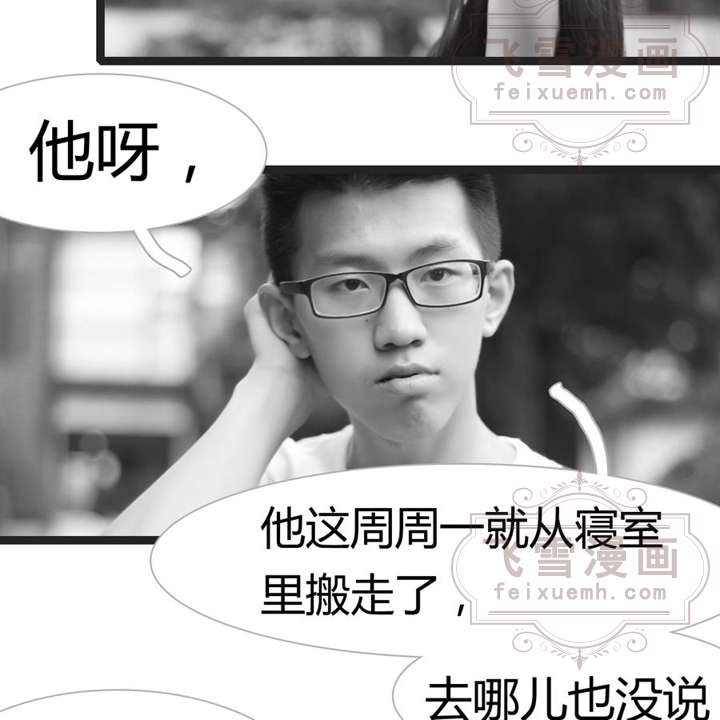 飞雪漫画
feixuemh.com
他呀，
他这周周一就从寝室
里搬走了，
飞雪漫画
feixuemh.com
去哪儿也没说